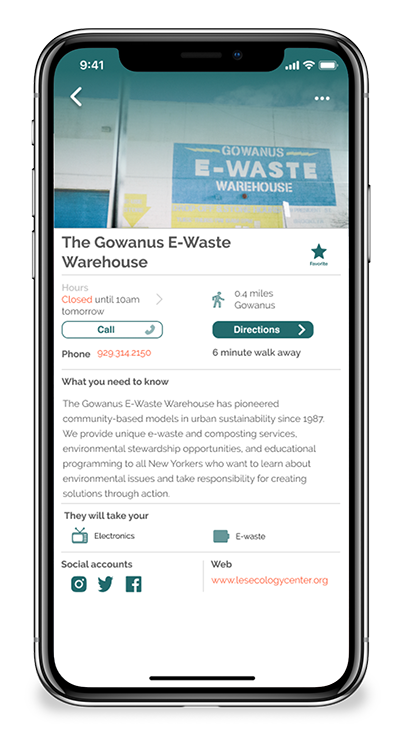 9:41
GOWANUS
E-WASTE
WAREHOUSE
The Gowanus E-Waste
Warehouse
Favorite
Hours
Closed until 10am
tomorrow
0.4 miles
Gowanus
Call
Directions
Phone 929.314.2150
6 minute walk away
What you need to know
The Gowanus E-Waste Warehouse has pioneered
community-based models in urban sustainability since 1987.
We provide unique e-waste and composting services,
environmental stewardship opportunities, and educational
programming to all New Yorkers who want to learn about
environmental issues and take responsibility for creating
solutions through action.
They will take your
Electronics
E-waste
Social accounts
Web
www.lesecologycenter.org